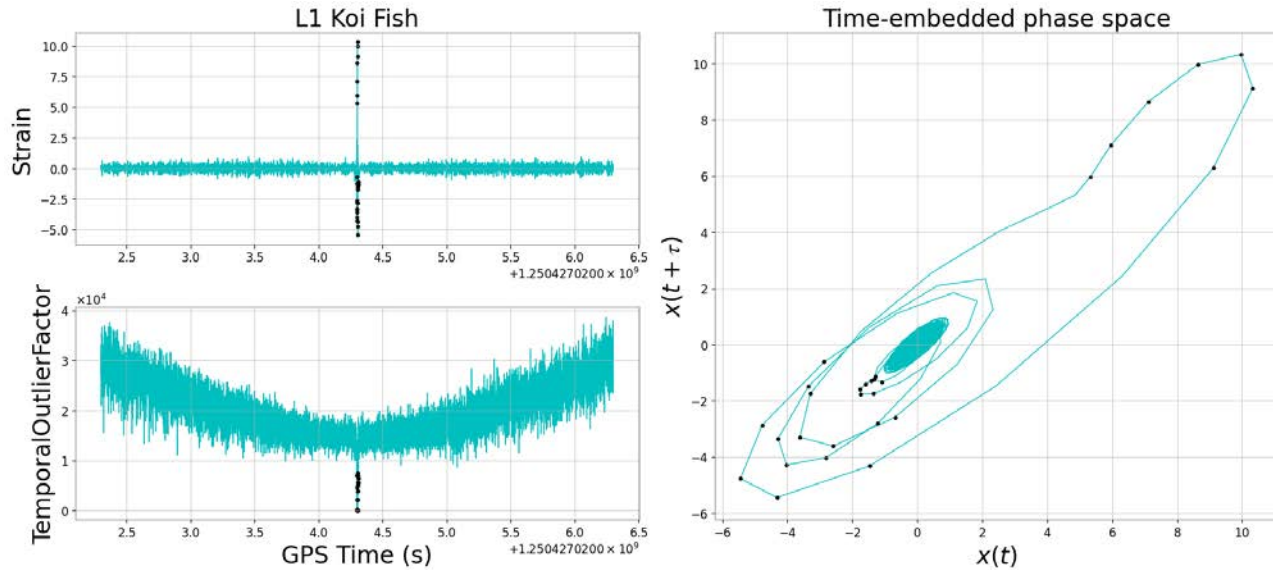 L1 Koi Fish
Strain
10.0
7.5
5.0
2.5
0.0
−2.5
−5.0
2.5 3.0 3.5 4.0 4.5 5.0 5.5 6.0 6.5
+1.2504270200 × 10⁹
×10⁴
TemporalOutlierFactor
4
3
2
1
0
2.5 3.0 3.5 4.0 4.5 5.0 5.5 6.0 6.5
GPS Time (s)
+1.2504270200 × 10⁹
Time-embedded phase space
x(t + τ)
10
8
6
4
2
0
−2
−4
−6
−6 −4 −2 0 2 4 6 8 10
x(t)